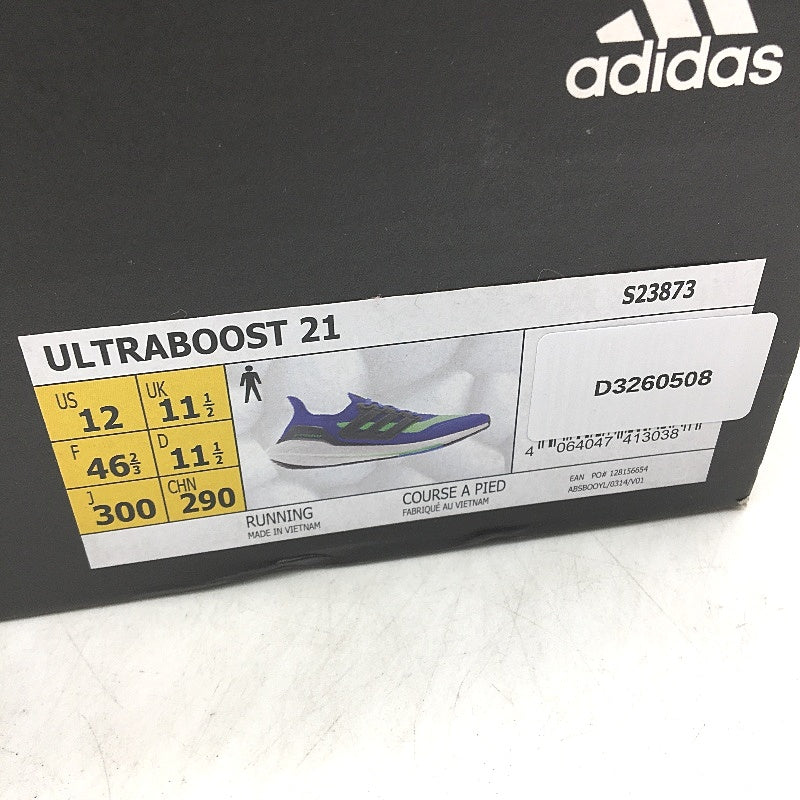 adidas
ULTRABOOST 21
S23873
US 12
UK 11 1/2
F 46 2/3
D 11 1/2
J 300
CHN 290
D3260508
4 064047 413038
RUNNING
MADE IN VIETNAM
COURSE A PIED
FABRIQUÉ AU VIETNAM
EAN PO# 128156654
ABSBOOYL/0314/V01